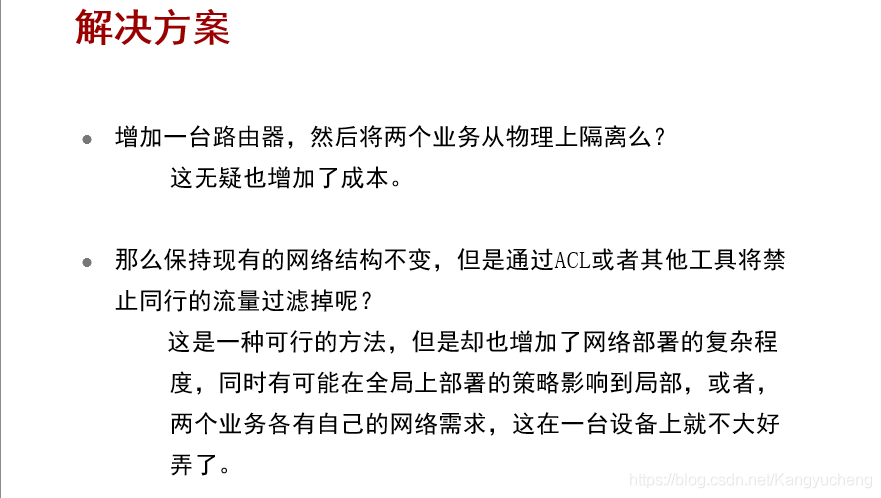 解决方案
增加一台路由器，然后将两个业务从物理上隔离么？
这无疑也增加了成本。
那么保持现有的网络结构不变，但是通过ACL或者其他工具将禁
止同行的流量过滤掉呢？
这是一种可行的方法，但是却也增加了网络部署的复杂程
度，同时有可能在全局上部署的策略影响到局部，或者，
两个业务各有自己的网络需求，这在一台设备上就不大好
弄了。
https://blog.csdn.net/Kangyucheng